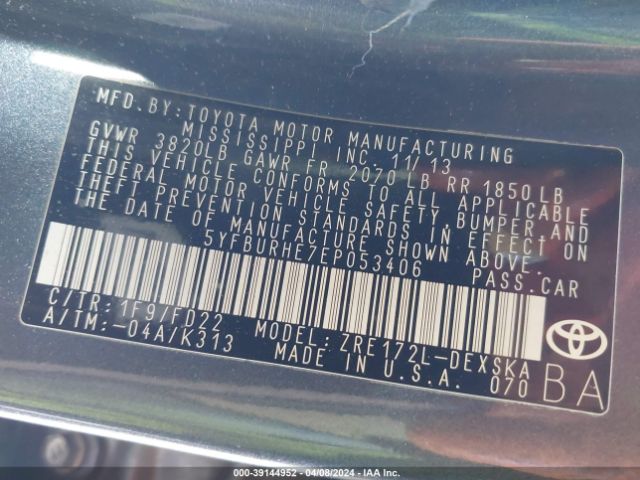 MFD. BY: TOYOTA MOTOR MANUFACTURING
MISSISSIPPI, INC. 11/13
GVWR 3820LB GAWR FR 2070 LB RR 1850 LB
THIS VEHICLE CONFORMS TO ALL APPLICABLE
FEDERAL MOTOR VEHICLE SAFETY, BUMPER AND
THEFT PREVENTION STANDARDS IN EFFECT ON
THE DATE OF MANUFACTURE SHOWN ABOVE.
5YFBURHE7EP053406 PASS.CAR
C/TR: 1F9/FD22 MODEL: ZRE172L-DEXSKA
A/TM: -04A/K313 MADE IN U.S.A. 070
BA
000-39144952 - 04/08/2024 - IAA Inc.